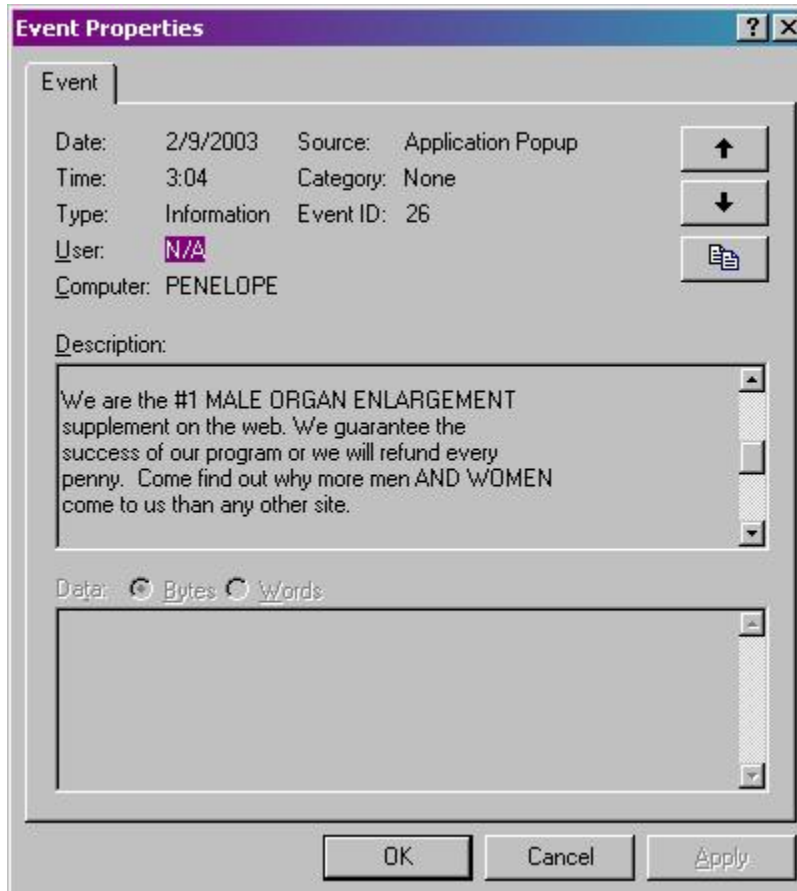 Event Properties
Event
Date: 2/9/2003 Source: Application Popup
Time: 3:04 Category: None
Type: Information Event ID: 26
User: N/A
Computer: PENELOPE
Description:
We are the #1 MALE ORGAN ENLARGEMENT
supplement on the web. We guarantee the
success of our program or we will refund every
penny.  Come find out why more men AND WOMEN
come to us than any other site.
Data: Bytes Words
OK Cancel Apply